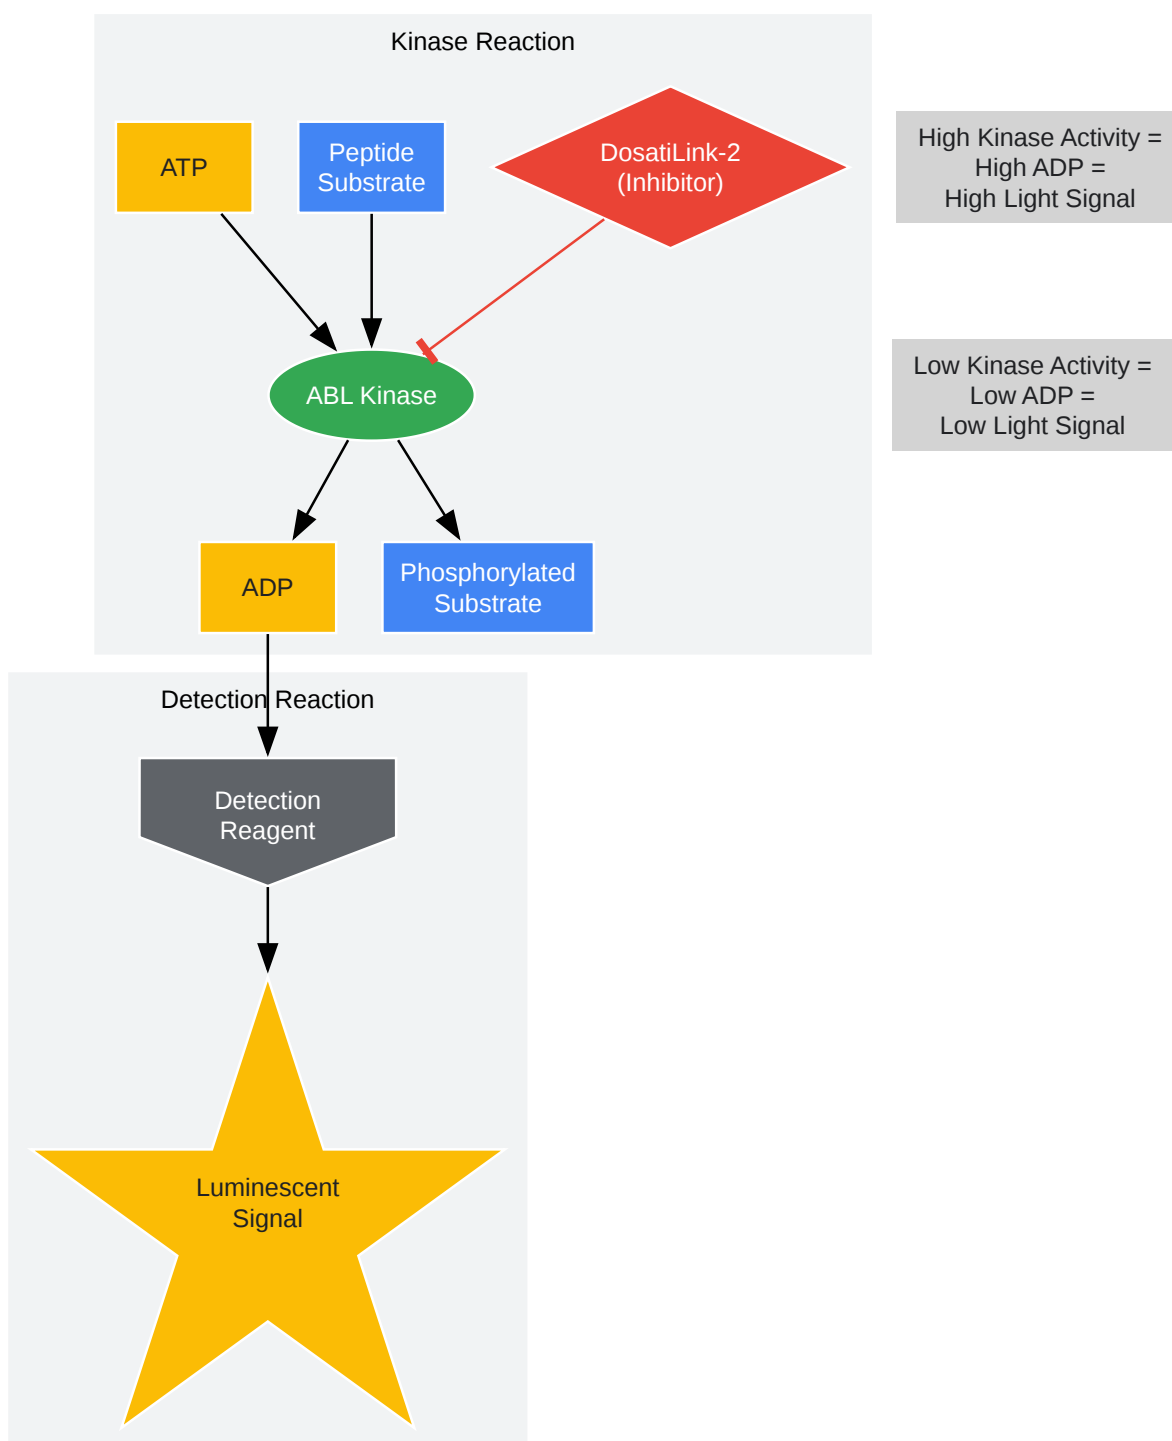 Kinase Reaction
ATP
Peptide
Substrate
DosatiLink-2
(Inhibitor)
High Kinase Activity =
High ADP =
High Light Signal
ABL Kinase
Low Kinase Activity =
Low ADP =
Low Light Signal
ADP
Phosphorylated
Substrate
Detection Reaction
Detection
Reagent
Luminescent
Signal